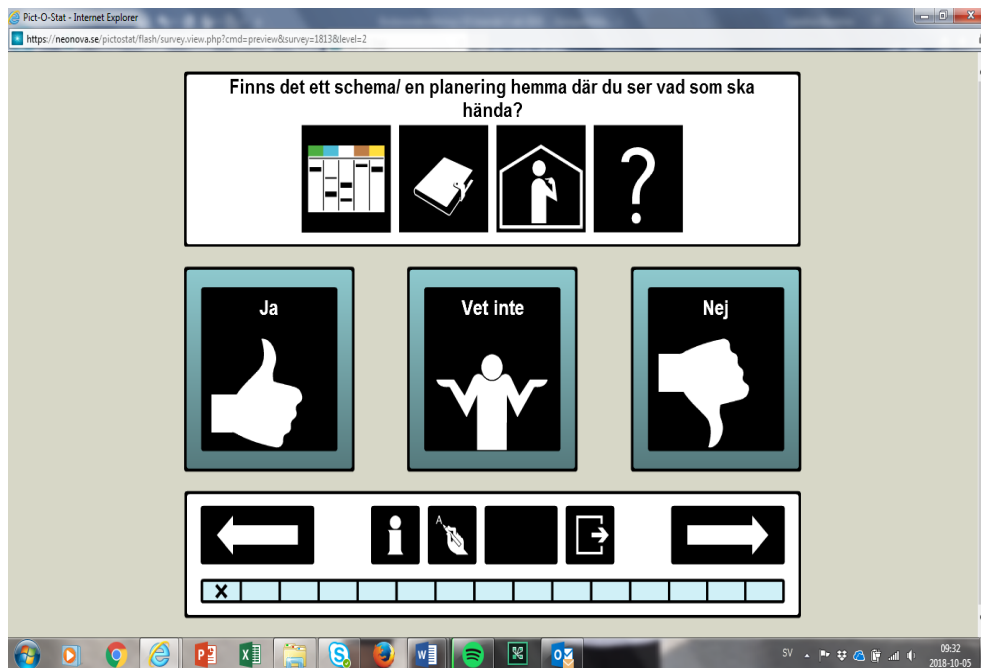 Pict-O-Stat - Internet Explorer
https://neonova.se/pictostat/flash/survey.view.php?cmd=preview&survey=1813&level=2
Finns det ett schema/ en planering hemma där du ser vad som ska
hända?
?
Ja
Vet inte
Nej
i
A
X
SV
09:32
2018-10-05